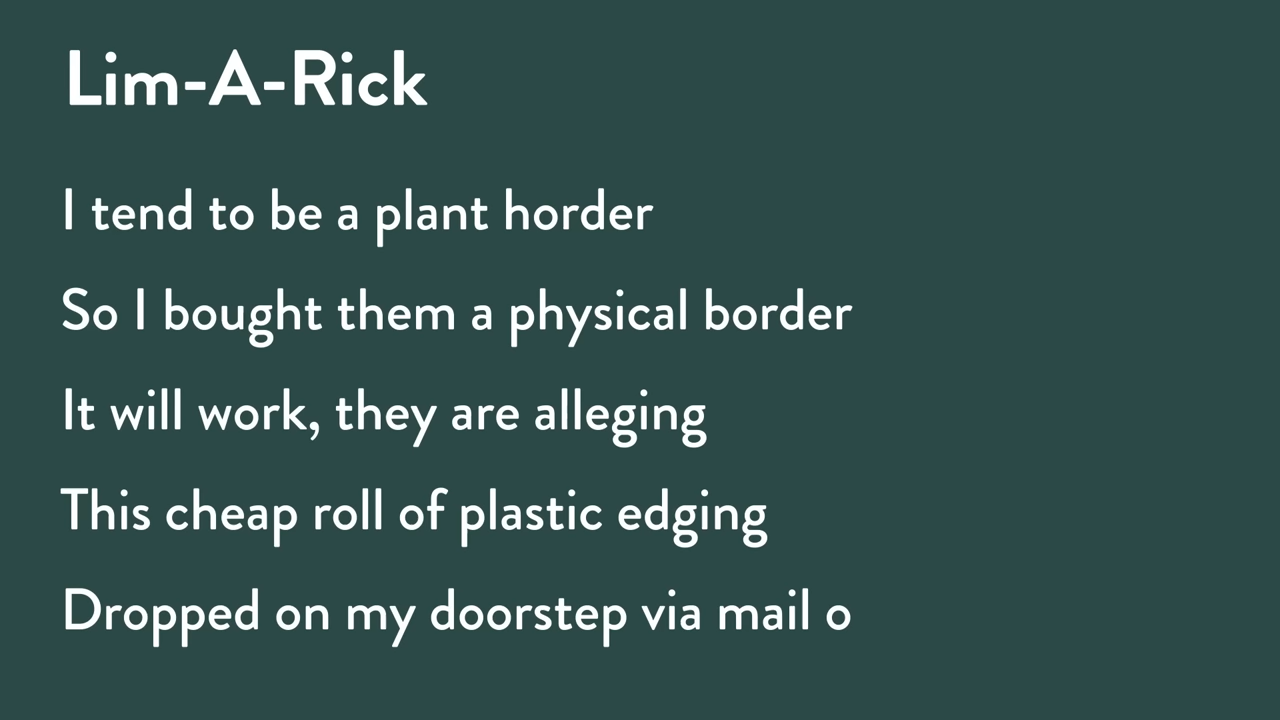 Lim-A-Rick
I tend to be a plant horder
So I bought them a physical border
It will work, they are alleging
This cheap roll of plastic edging
Dropped on my doorstep via mail o